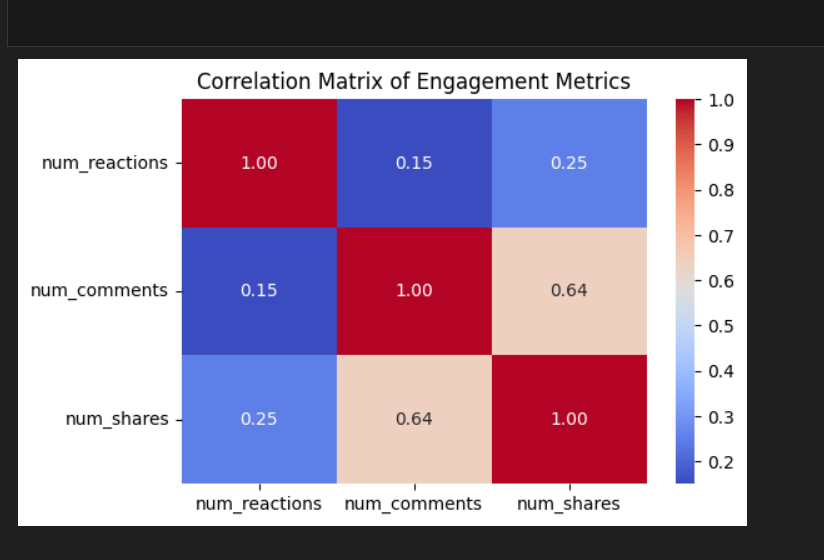 Correlation Matrix of Engagement Metrics
num_reactions 1.00 0.15 0.25
num_comments 0.15 1.00 0.64
num_shares 0.25 0.64 1.00
num_reactions num_comments num_shares
1.0
0.9
0.8
0.7
0.6
0.5
0.4
0.3
0.2